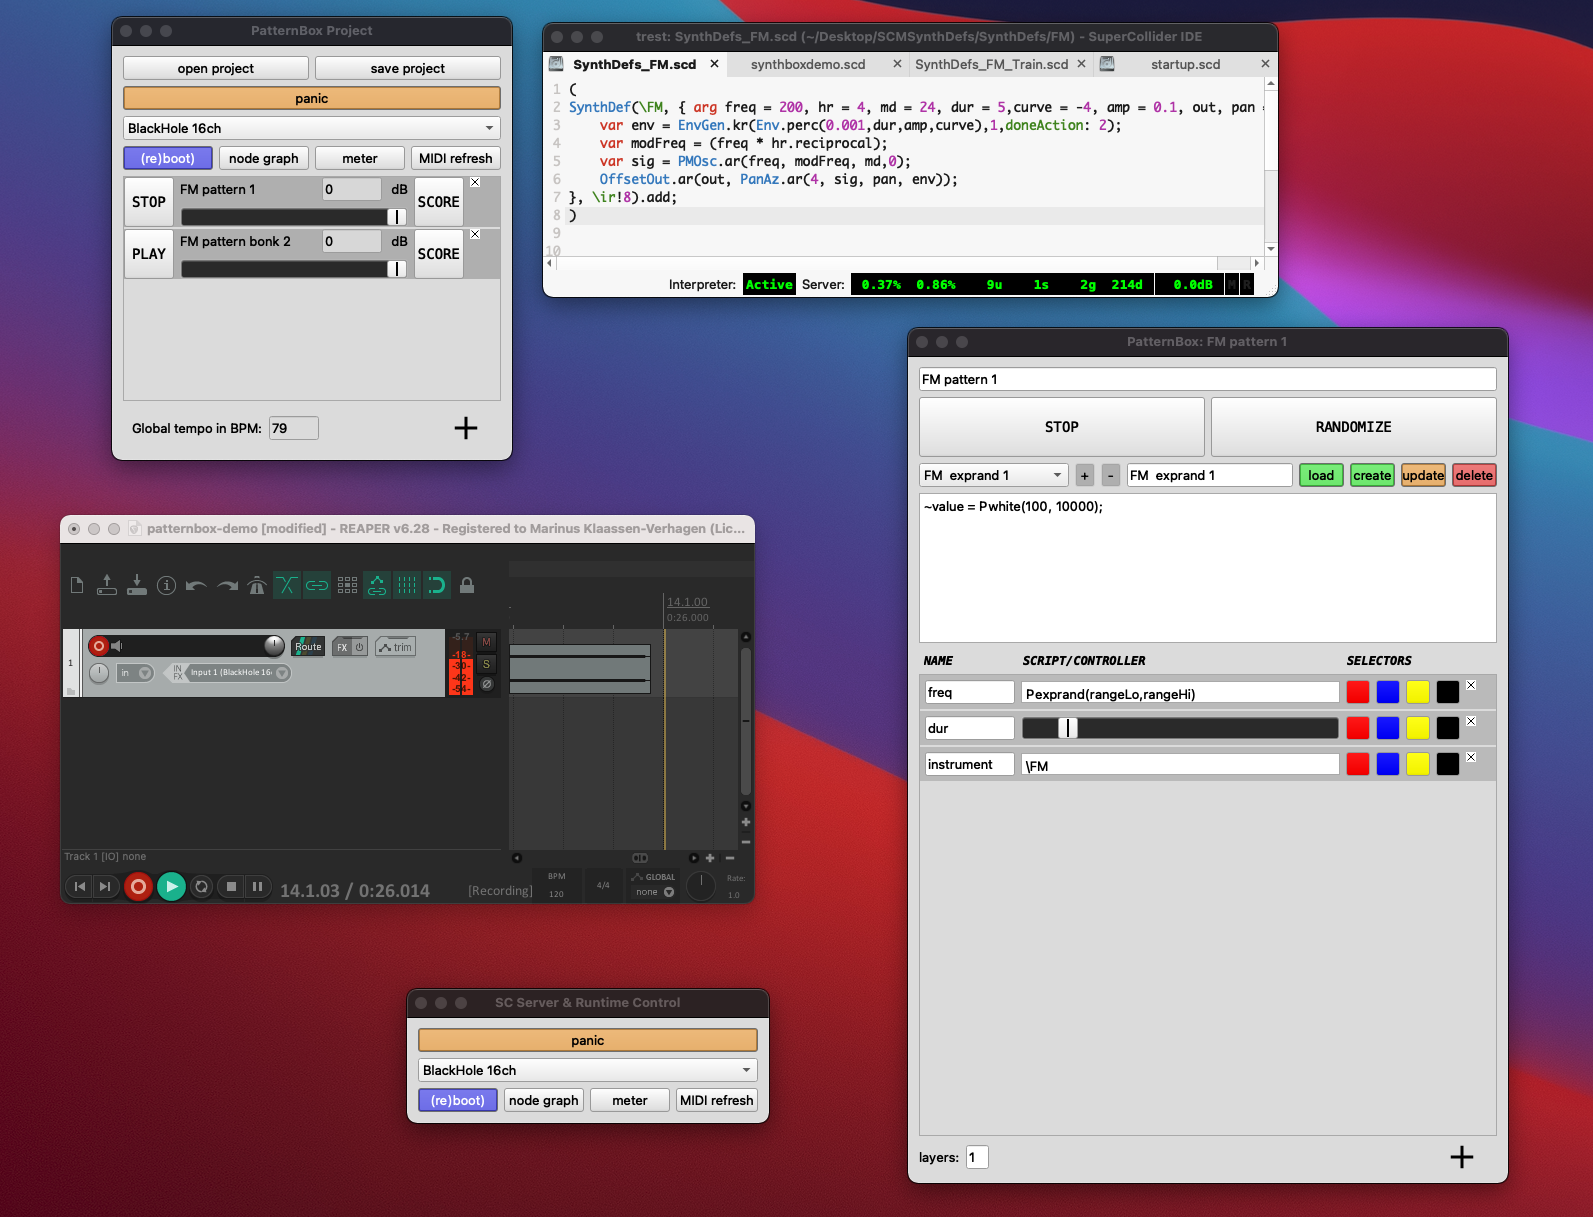 PatternBox Project
open project save project
panic
BlackHole 16ch
(re)boot) node graph meter MIDI refresh
STOP FM pattern 1 0 dB SCORE
PLAY FM pattern bonk 2 0 dB SCORE
Global tempo in BPM: 79 +
trest: SynthDefs_FM.scd (~/Desktop/SCMSynthDefs/SynthDefs/FM) - SuperCollider IDE
SynthDefs_FM.scd synthboxdemo.scd SynthDefs_FM_Train.scd startup.scd
1 (
2 SynthDef(\FM, { arg freq = 200, hr = 4, md = 24, dur = 5,curve = -4, amp = 0.1, out, pan =
3 var env = EnvGen.kr(Env.perc(0.001,dur,amp,curve),1,doneAction: 2);
4 var modFreq = (freq * hr.reciprocal);
5 var sig = PMOsc.ar(freq, modFreq, md,0);
6 OffsetOut.ar(out, PanAz.ar(4, sig, pan, env));
7 }, \ir!8).add;
8 )
9
10
Interpreter: Active Server: 0.37% 0.86% 9u 1s 2g 214d 0.0dB M R
PatternBox: FM pattern 1
FM pattern 1
STOP RANDOMIZE
FM exprand 1 + - FM exprand 1 load create update delete
~value = Pwhite(100, 10000);
NAME SCRIPT/CONTROLLER SELECTORS
freq Pexprand(rangeLo,rangeHi)
dur
instrument \FM
layers: 1 +
patternbox-demo [modified] - REAPER v6.28 - Registered to Marinus Klaassen-Verhagen (Lic...
14.1.00
0:26.000
1 Route FX trim -5.7 M
-18- S
-30-
-42-
-54-
in IN FX Input 1 (BlackHole 16
Track 1 [IO] none
14.1.03 / 0:26.014 [Recording] BPM 120 4/4 GLOBAL none Rate: 1.0
SC Server & Runtime Control
panic
BlackHole 16ch
(re)boot) node graph meter MIDI refresh